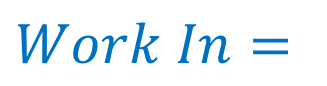 Work In =